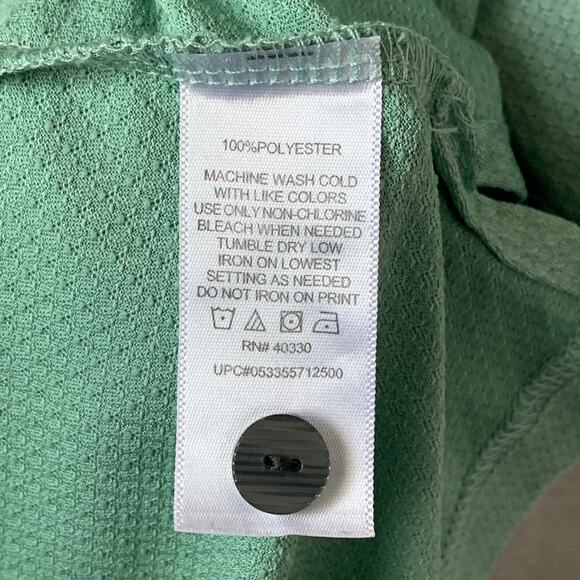 100%POLYESTER
MACHINE WASH COLD
WITH LIKE COLORS
USE ONLY NON-CHLORINE
BLEACH WHEN NEEDED
TUMBLE DRY LOW
IRON ON LOWEST
SETTING AS NEEDED
DO NOT IRON ON PRINT
RN# 40330
UPC#053355712500